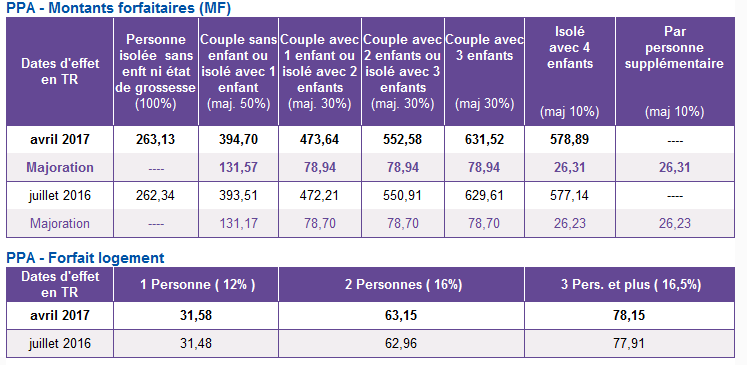 PPA - Montants forfaitaires (MF)
Dates d'effet
en TR
Personne
isolée sans
enft ni état
de grossesse
(100%)
Couple sans
enfant ou
isolé avec 1
enfant
(maj. 50%)
Couple avec
1 enfant ou
isolé avec 2
enfants
(maj. 30%)
Couple avec
2 enfants ou
isolé avec 3
enfants
(maj. 30%)
Couple avec
3 enfants
(maj 30%)
Isolé
avec 4
enfants
(maj 10%)
Par
personne
supplémentaire
(maj 10%)
avril 2017 263,13 394,70 473,64 552,58 631,52 578,89 ----
Majoration ---- 131,57 78,94 78,94 78,94 26,31 26,31
juillet 2016 262,34 393,51 472,21 550,91 629,61 577,14 ----
Majoration ---- 131,17 78,70 78,70 78,70 26,23 26,23
PPA - Forfait logement
Dates d'effet
en TR
1 Personne ( 12% ) 2 Personnes ( 16%) 3 Pers. et plus ( 16,5%)
avril 2017 31,58 63,15 78,15
juillet 2016 31,48 62,96 77,91